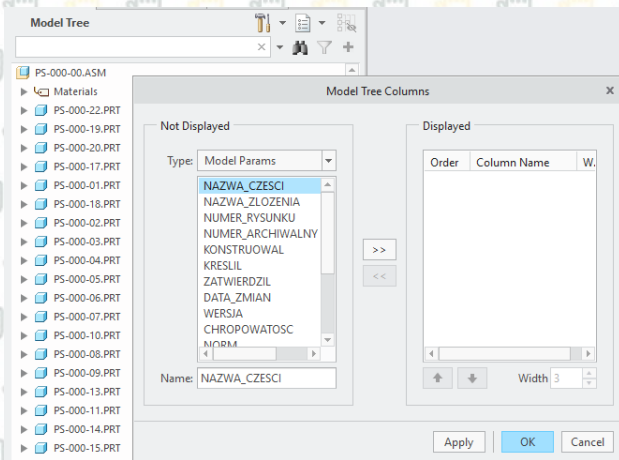 Model Tree
PS-000-00.ASM
Materials
PS-000-22.PRT
PS-000-19.PRT
PS-000-20.PRT
PS-000-17.PRT
PS-000-01.PRT
PS-000-18.PRT
PS-000-02.PRT
PS-000-03.PRT
PS-000-04.PRT
PS-000-05.PRT
PS-000-06.PRT
PS-000-07.PRT
PS-000-10.PRT
PS-000-08.PRT
PS-000-09.PRT
PS-000-13.PRT
PS-000-11.PRT
PS-000-14.PRT
PS-000-15.PRT
Model Tree Columns
Not Displayed
Type: Model Params
NAZWA_CZESCI
NAZWA_ZLOZENIA
NUMER_RYSUNKU
NUMER_ARCHIWALNY
KONSTRUOWAL
KRESLIL
ZATWIERDZIL
DATA_ZMIAN
WERSJA
CHROPOWATOSC
NORM
Name: NAZWA_CZESCI
>>
<<
Displayed
Order Column Name W.
Width 3
Apply OK Cancel